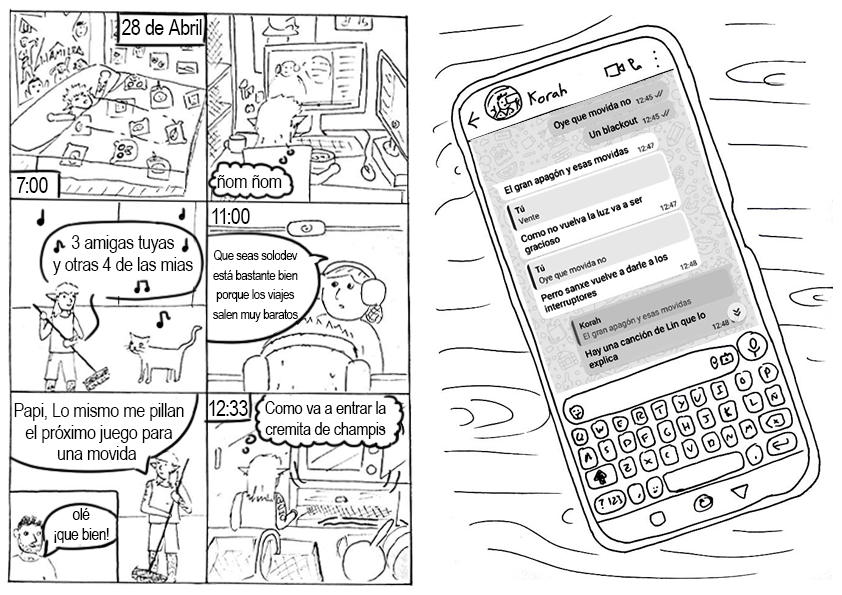 28 de Abril
7:00
ñom ñom
3 amigas tuyas
y otras 4 de las mias
11:00
Que seas solodev
está bastante bien
porque los viajes
salen muy baratos
Papi, Lo mismo me pillan
el próximo juego para
una movida
olé
¡que bien!
12:33
Como va a entrar la
cremita de champis
Korah
Oye que movida no 12:45
Un blackout 12:45
El gran apagón y esas movidas 12:47
Tú
Vente
Como no vuelva la luz va a ser
gracioso 12:47
Tú
Oye que movida no
Perro sanxe vuelve a darle a los
interruptores 12:48
Korah
El gran apagón y esas movidas
Hay una canción de Lin que lo
explica 12:48